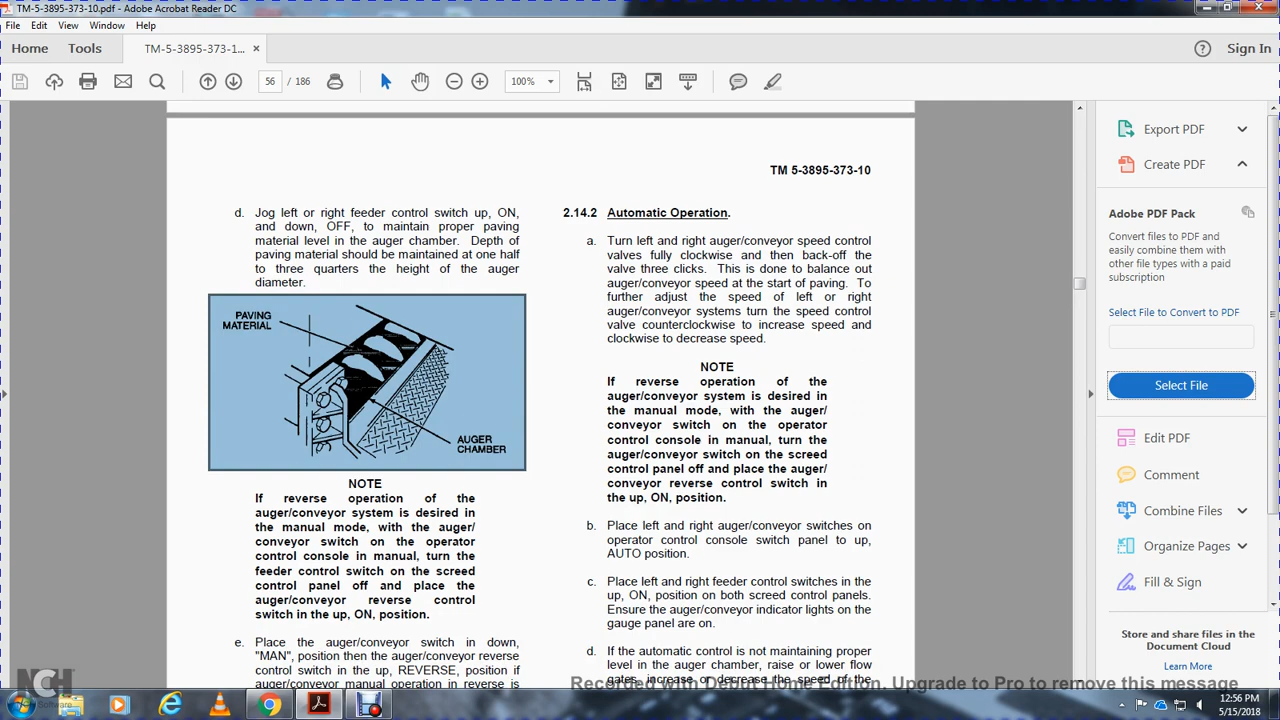 TM-5-3895-373-10.pdf - Adobe Acrobat Reader DC
File Edit View Window Help
Home Tools TM-5-3895-373-1... × Sign In
56 / 186 100%
TM 5-3895-373-10
d. Jog left or right feeder control switch up, ON,
and down, OFF, to maintain proper paving
material level in the auger chamber. Depth of
paving material should be maintained at one half
to three quarters the height of the auger
diameter.
PAVING
MATERIAL
AUGER
CHAMBER
NOTE
If reverse operation of the
auger/conveyor system is desired in
the manual mode, with the auger/
conveyor switch on the operator
control console in manual, turn the
feeder control switch on the screed
control panel off and place the
auger/conveyor reverse control
switch in the up, ON, position.
e. Place the auger/conveyor switch in down,
"MAN", position then the auger/conveyor reverse
control switch in the up, REVERSE, position if
auger/conveyor manual operation in reverse is
2.14.2 Automatic Operation.
a. Turn left and right auger/conveyor speed control
valves fully clockwise and then back-off the
valve three clicks. This is done to balance out
auger/conveyor speed at the start of paving. To
further adjust the speed of left or right
auger/conveyor systems turn the speed control
valve counterclockwise to increase speed and
clockwise to decrease speed.
NOTE
If reverse operation of the
auger/conveyor system is desired in
the manual mode, with the auger/
conveyor switch on the operator
control console in manual, turn the
auger/conveyor switch on the screed
control panel off and place the auger/
conveyor reverse control switch in
the up, ON, position.
b. Place left and right auger/conveyor switches on
operator control console switch panel to up,
AUTO position.
c. Place left and right feeder control switches in the
up, ON, position on both screed control panels.
Ensure the auger/conveyor indicator lights on the
gauge panel are on.
d. If the automatic control is not maintaining proper
level in the auger chamber, raise or lower flow
gates, increase or decrease the speed of the
Export PDF
Create PDF
Adobe PDF Pack
Convert files to PDF and
easily combine them with
other file types with a paid
subscription
Select File to Convert to PDF
Select File
Edit PDF
Comment
Combine Files
Organize Pages
Fill & Sign
Store and share files in the
Document Cloud
Learn More
NCH
Software
Recorded with Debut Home Edition. Upgrade to Pro to remove this message
12:56 PM
5/15/2018